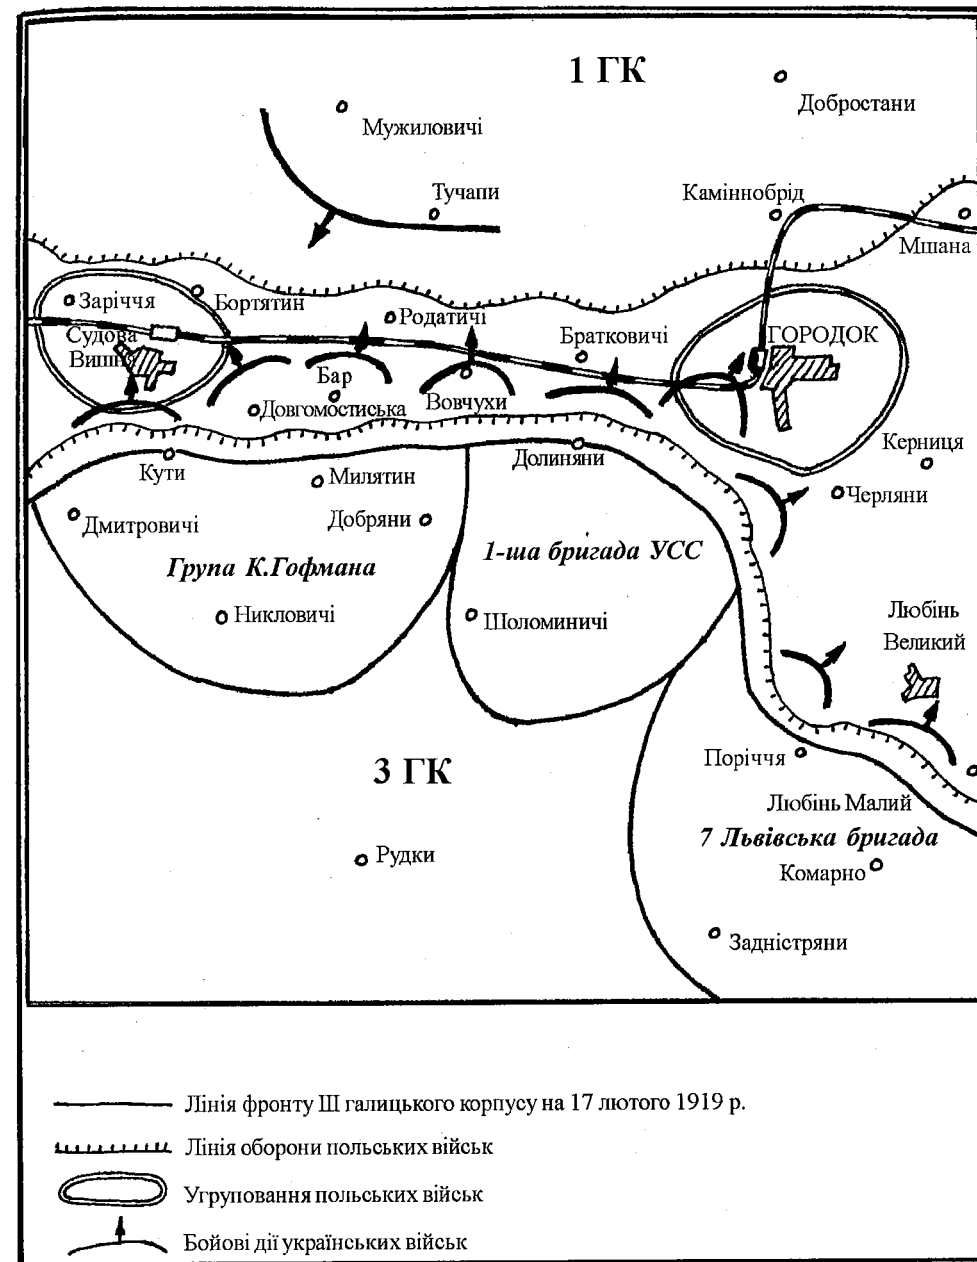 1 ГК
Добростани
Мужиловичі
Тучапи
Каміннобрід
Мшана
Заріччя
Бортятин
Родатичі
Судова
Вишня
Братковичі
ГОРОДОК
Бар
Довгомостиська
Вовчухи
Керниця
Кути
Милятин
Долиняни
Черляни
Дмитровичі
Добряни
Група К.Гофмана
1-ша бригада УСС
Никловичі
Шоломиничі
Любінь
Великий
3 ГК
Поріччя
Любінь Малий
7 Львівська бригада
Рудки
Комарно
Задністряни
Лінія фронту ІІІ галицького корпусу на 17 лютого 1919 р.
Лінія оборони польських військ
Угруповання польських військ
Бойові дії українських військ